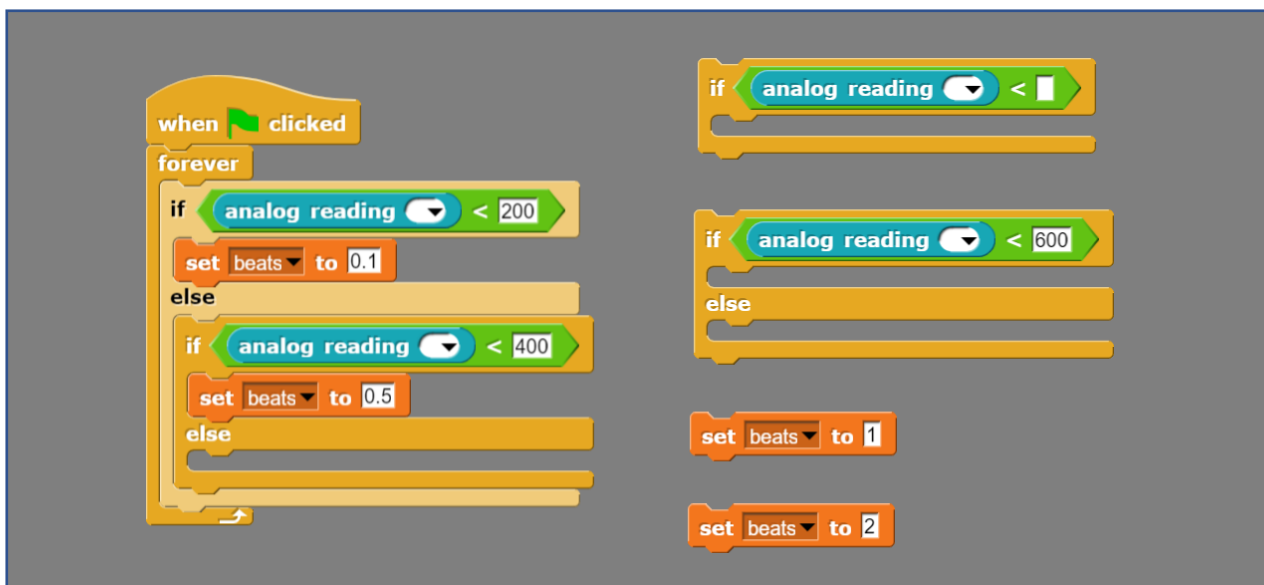 when clicked
forever
if analog reading < 200
set beats to 0.1
else
if analog reading < 400
set beats to 0.5
else
if analog reading <
if analog reading < 600
else
set beats to 1
set beats to 2